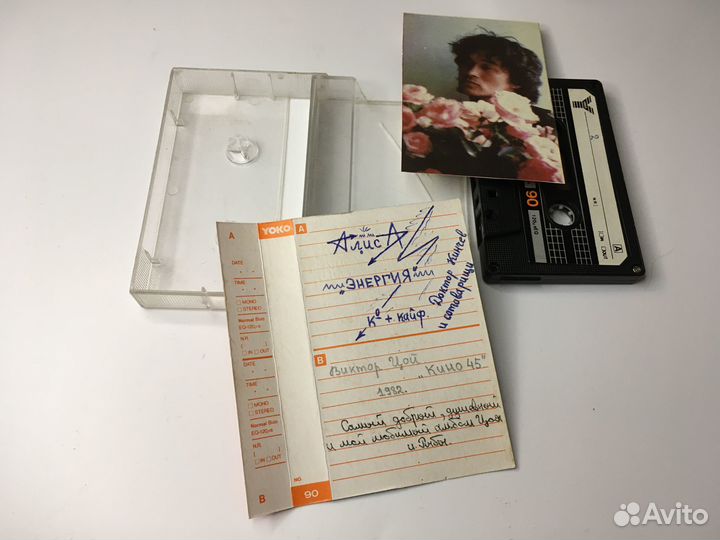 A YOKO A
DATE
TIME
MONO
STEREO
Normal Bias
EQ-120μs
N.R.
( )
IN OUT
DATE
TIME
MONO
STEREO
Normal Bias
EQ-120μs
N.R.
( )
IN OUT
B
NO
90
АлисА
"ЭНЕРГИЯ"
К° + кайф
Доктор Кинчев
и сотоварищи
B
Виктор Цой "КИНО 45"
1982.
Самый добрый, душевный
и мой любимый альбом Цоя
и Рыбы.
90
A
Avito